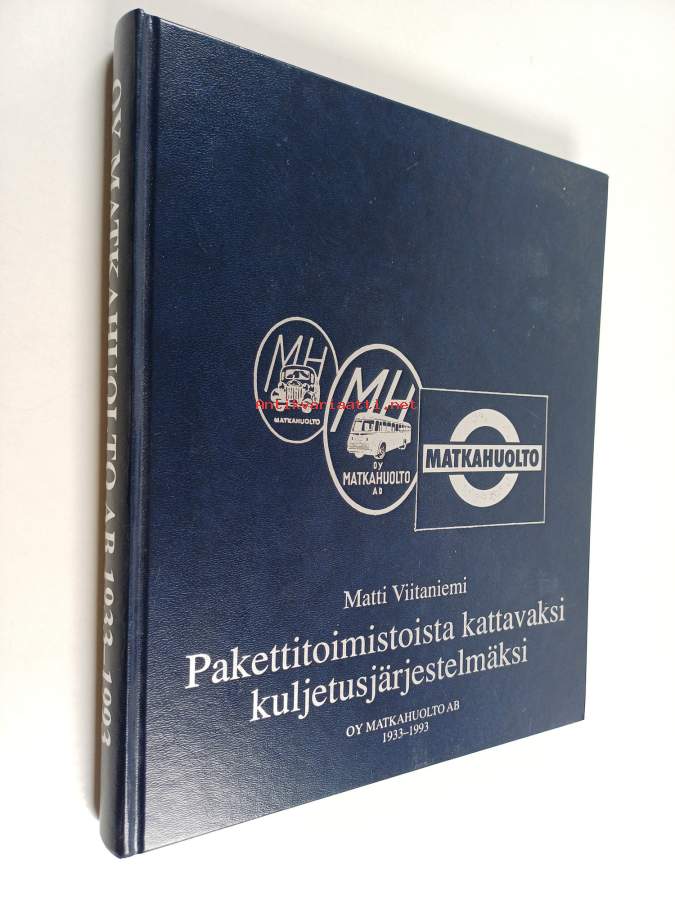 OY MATKAHUOLTO AB 1933-1993
MH
MATKAHUOLTO
MH
OY
MATKAHUOLTO
AB
MATKAHUOLTO
Antikvariaatti.net
Matti Viitaniemi
Pakettitoimistoista kattavaksi
kuljetusjärjestelmäksi
OY MATKAHUOLTO AB
1933–1993